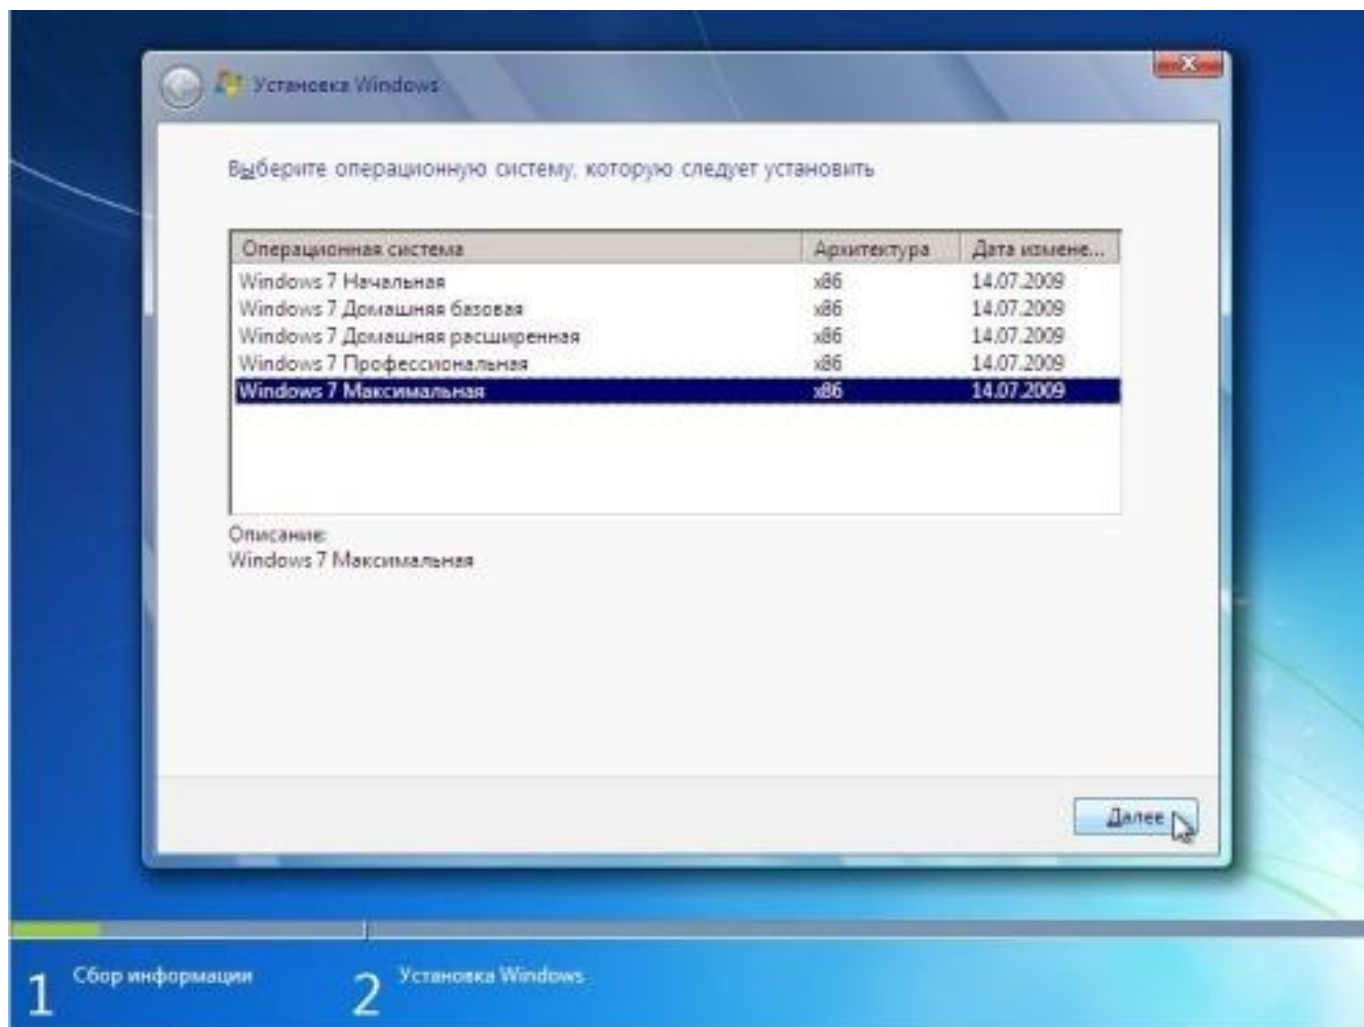 Установка Windows
Выберите операционную систему, которую следует установить
Операционная система Архитектура Дата измене...
Windows 7 Начальная x86 14.07.2009
Windows 7 Домашняя базовая x86 14.07.2009
Windows 7 Домашняя расширенная x86 14.07.2009
Windows 7 Профессиональная x86 14.07.2009
Windows 7 Максимальная x86 14.07.2009
Описание:
Windows 7 Максимальная
Далее
1 Сбор информации 2 Установка Windows